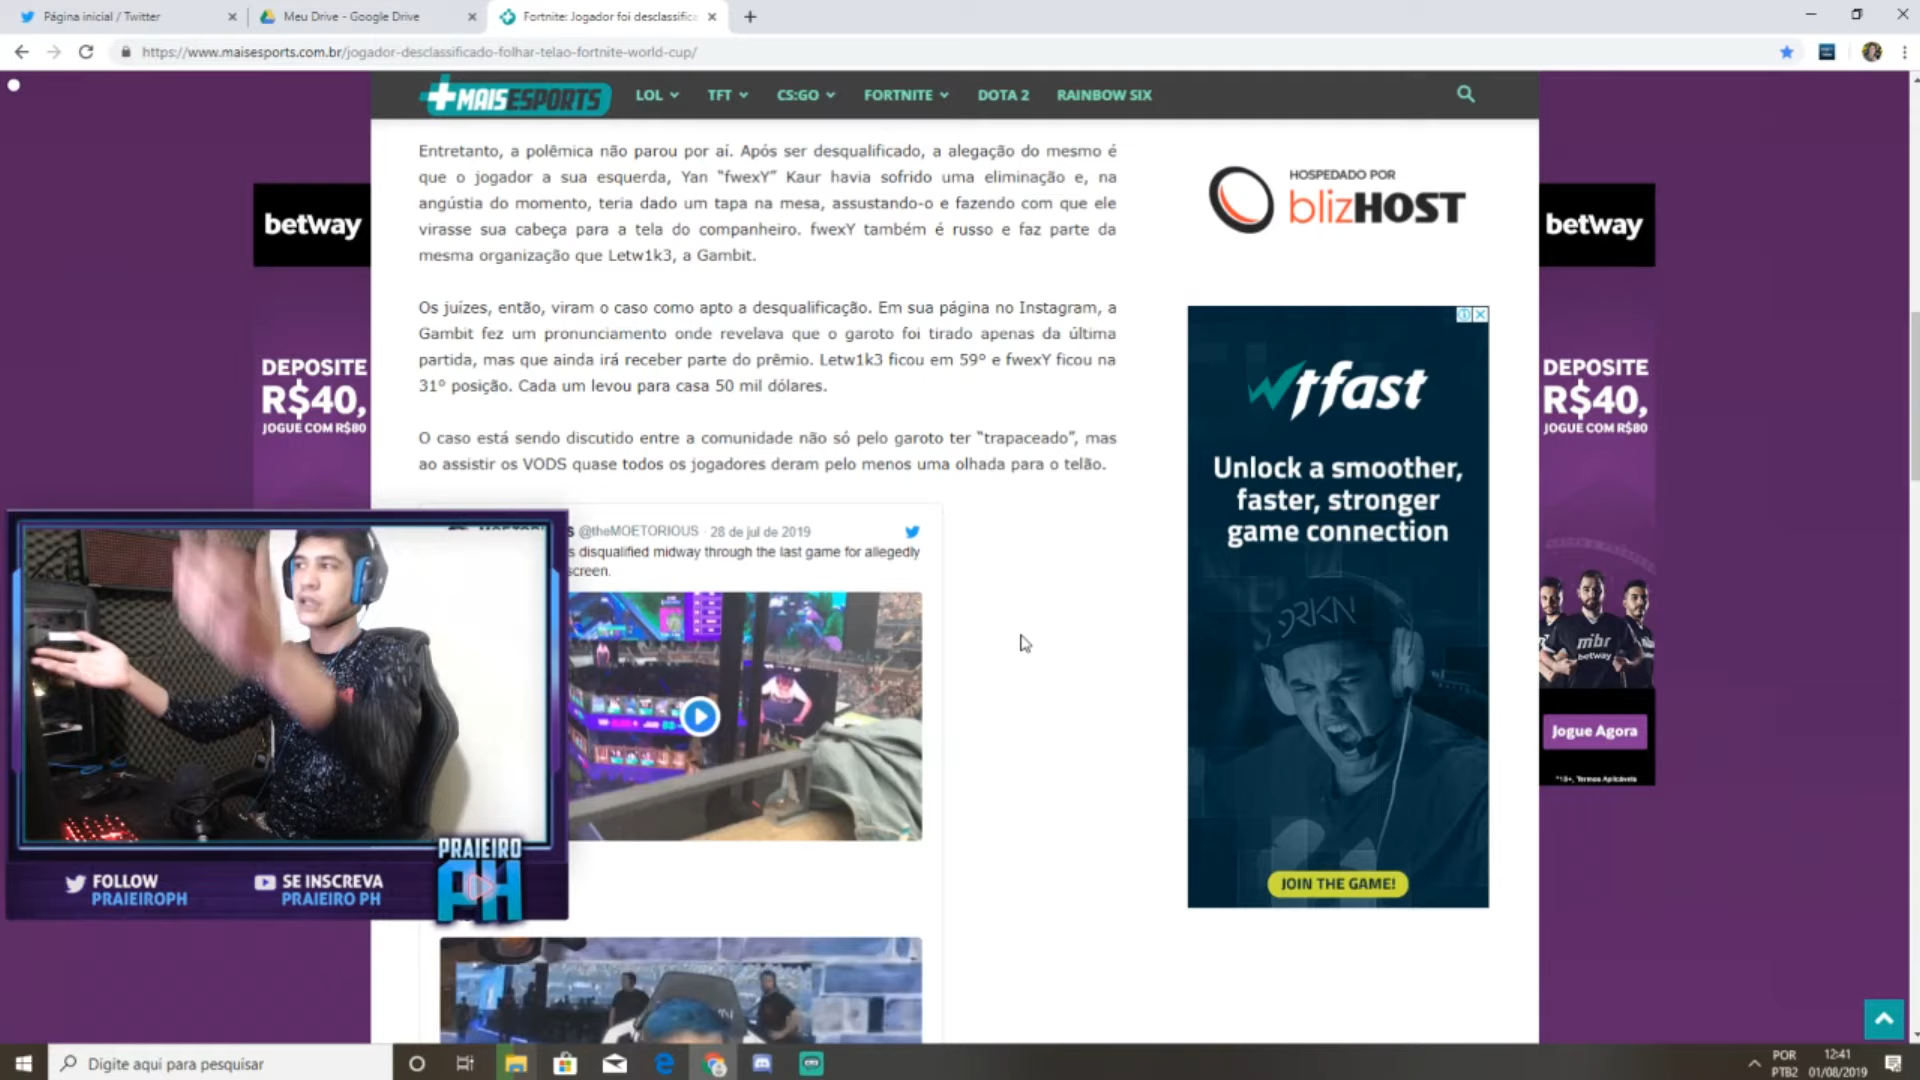 Página inicial / Twitter
Meu Drive - Google Drive
Fortnite: Jogador foi desclassific
https://www.maisesports.com.br/jogador-desclassificado-folhar-telao-fortnite-world-cup/
MAISESPORTS
LOL
TFT
CS:GO
FORTNITE
DOTA 2
RAINBOW SIX
Entretanto, a polêmica não parou por aí. Após ser desqualificado, a alegação do mesmo é
que o jogador a sua esquerda, Yan “fwexY” Kaur havia sofrido uma eliminação e, na
angústia do momento, teria dado um tapa na mesa, assustando-o e fazendo com que ele
virasse sua cabeça para a tela do companheiro. fwexY também é russo e faz parte da
mesma organização que Letw1k3, a Gambit.
Os juízes, então, viram o caso como apto a desqualificação. Em sua página no Instagram, a
Gambit fez um pronunciamento onde revelava que o garoto foi tirado apenas da última
partida, mas que ainda irá receber parte do prêmio. Letw1k3 ficou em 59º e fwexY ficou na
31º posição. Cada um levou para casa 50 mil dólares.
O caso está sendo discutido entre a comunidade não só pelo garoto ter “trapaceado”, mas
ao assistir os VODS quase todos os jogadores deram pelo menos uma olhada para o telão.
S @theMOETORIOUS · 28 de jul de 2019
s disqualified midway through the last game for allegedly
screen.
HOSPEDADO POR
blizHOST
betway
DEPOSITE
R$40,
JOGUE COM R$80
wtfast
Unlock a smoother,
faster, stronger
game connection
DRKN
JOIN THE GAME!
betway
DEPOSITE
R$40,
JOGUE COM R$80
mibr
betway
Jogue Agora
*18+, Termos Aplicáveis
FOLLOW
PRAIEIROPH
SE INSCREVA
PRAIEIRO PH
PRAIEIRO
PH
Digite aqui para pesquisar
POR
PTB2
12:41
01/08/2019